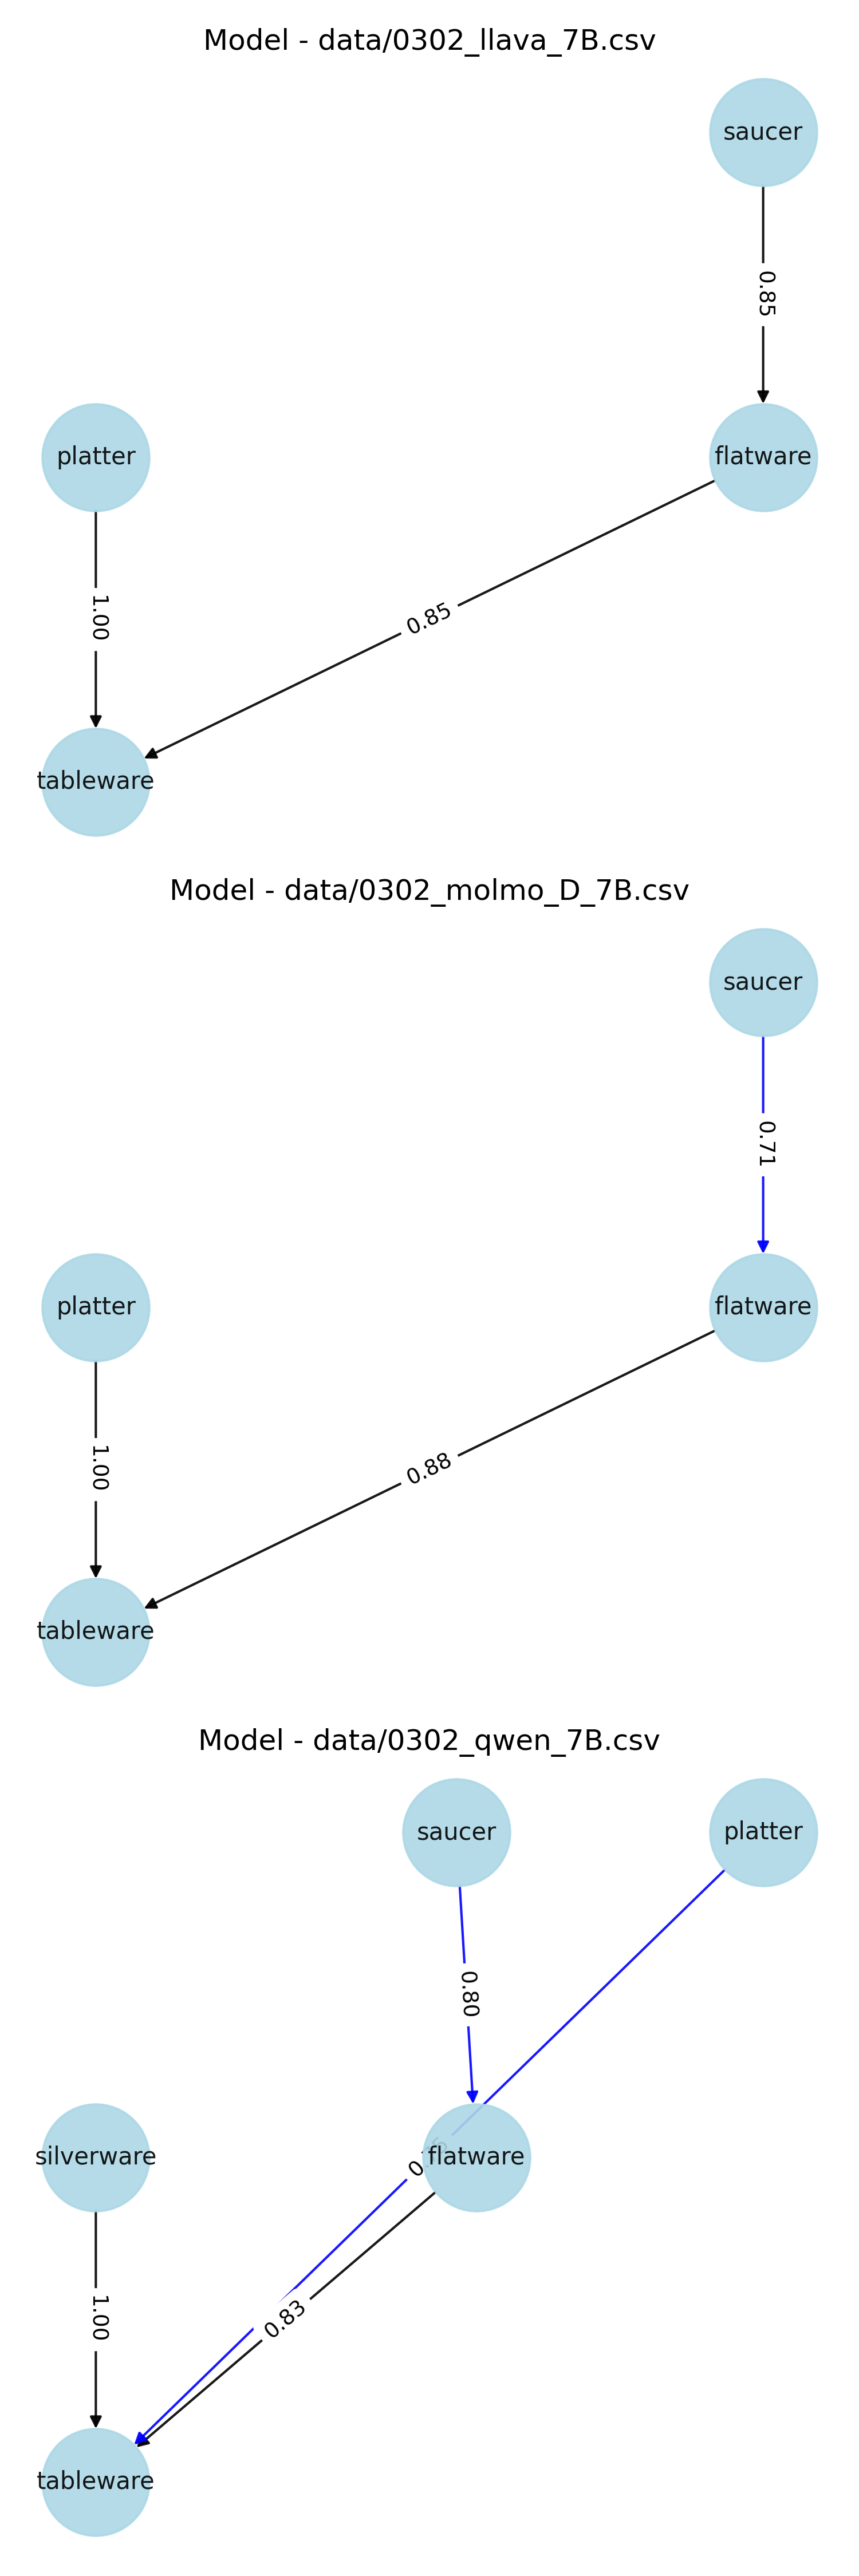 Model - data/0302_llava_7B.csv
saucer
0.85
platter
flatware
1.00
0.85
tableware
Model - data/0302_molmo_D_7B.csv
saucer
0.71
platter
flatware
1.00
0.88
tableware
Model - data/0302_qwen_7B.csv
saucer
platter
0.80
silverware
flatware
1.00
0.83
tableware